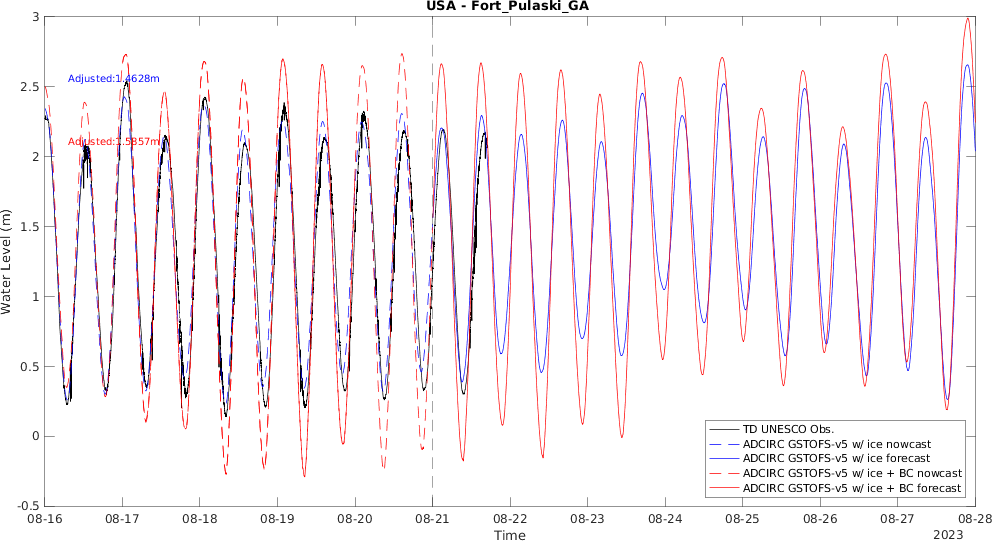 USA - Fort_Pulaski_GA
3
2.5
2
1.5
1
0.5
0
-0.5
Water Level (m)
Adjusted:1.4628m
Adjusted:1.5357m
TD UNESCO Obs.
ADCIRC GSTOFS-v5 w/ ice nowcast
ADCIRC GSTOFS-v5 w/ ice forecast
ADCIRC GSTOFS-v5 w/ ice + BC nowcast
ADCIRC GSTOFS-v5 w/ ice + BC forecast
08-16 08-17 08-18 08-19 08-20 08-21 08-22 08-23 08-24 08-25 08-26 08-27 08-28
Time
2023